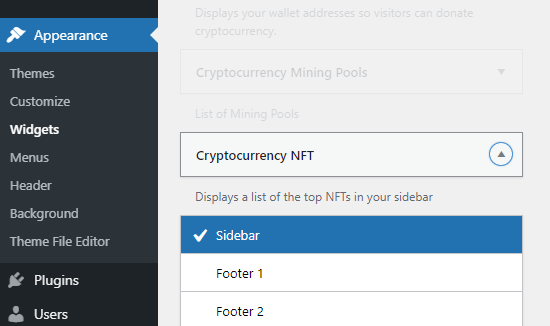 Appearance
Themes
Customize
Widgets
Menus
Header
Background
Theme File Editor
Plugins
Users
Displays your wallet addresses so visitors can donate
cryptocurrency.
Cryptocurrency Mining Pools
List of Mining Pools
Cryptocurrency NFT
Displays a list of the top NFTs in your sidebar
Sidebar
Footer 1
Footer 2